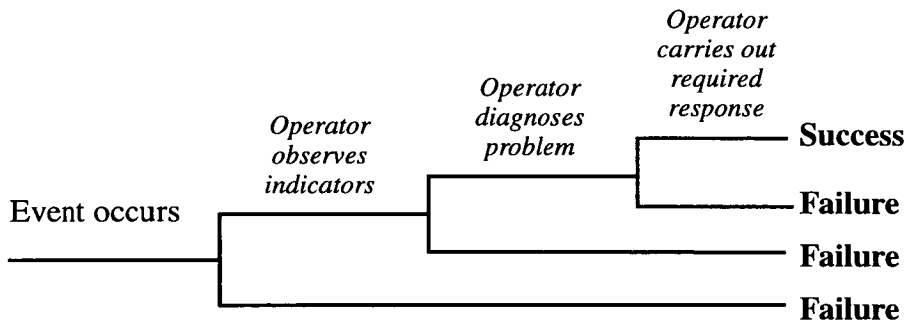 Operator
carries out
required
response
Operator
diagnoses
problem
Operator
observes
indicators
Event occurs
Success
Failure
Failure
Failure